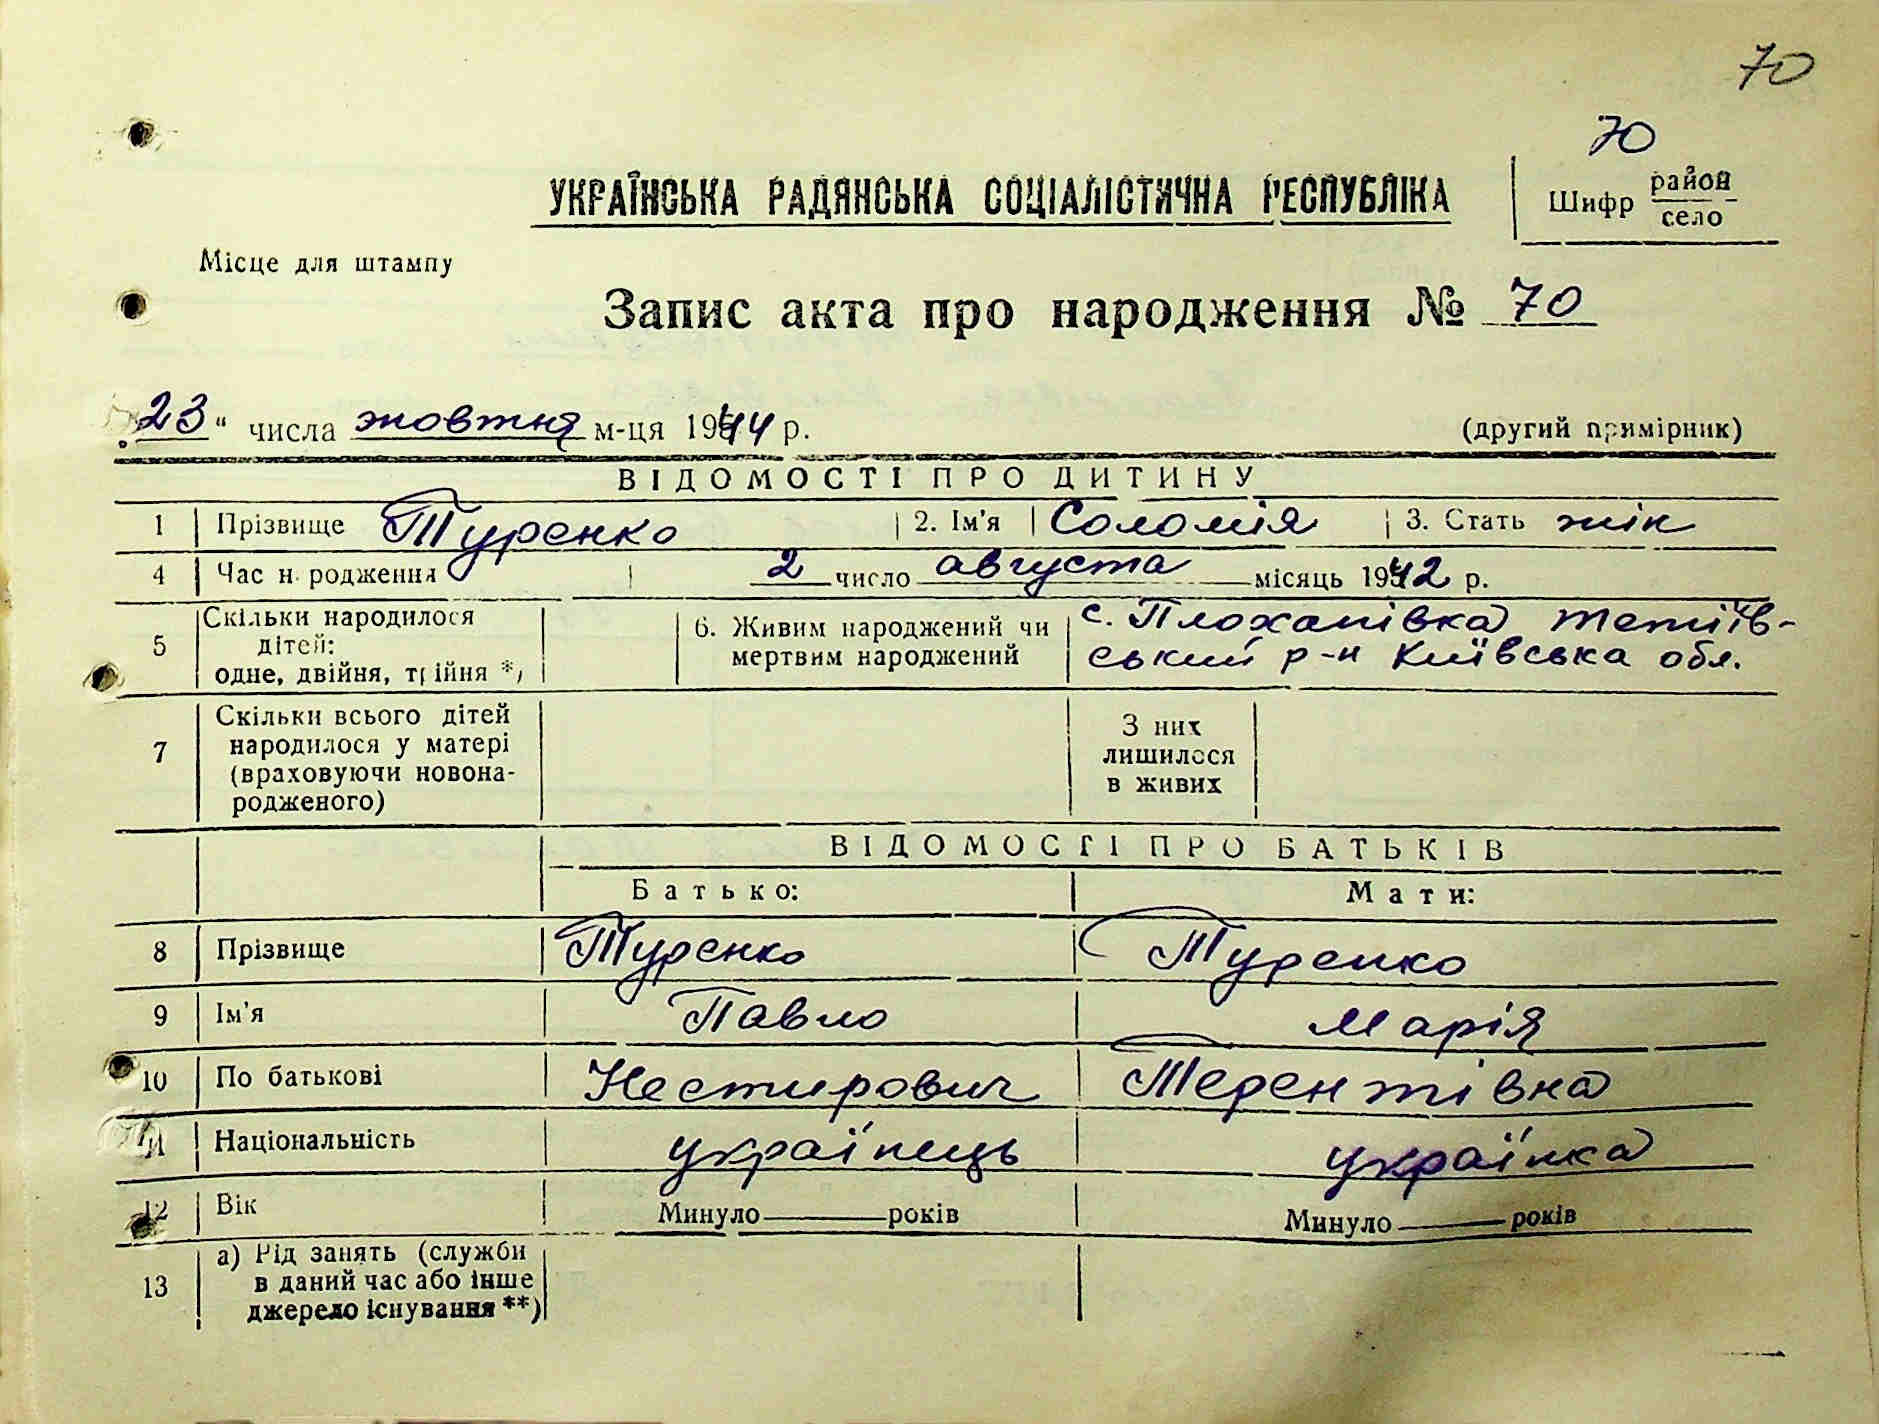 70
70
УКРАЇНСЬКА РАДЯНСЬКА СОЦІАЛІСТИЧНА РЕСПУБЛІКА
Шифр район
село
Місце для штампу
Запис акта про народження № 70
„23“ числа жовтня м-ця 1944 р.
(другий примірник)
ВІДОМОСТІ ПРО ДИТИНУ
1 Прізвище Туренко 2. Ім'я Соломія 3. Стать жін
4 Час народження 2 число августа місяць 1942 р.
5 Скільки народилося дітей: одне, двійня, трійня *)
6. Живим народжений чи мертвим народжений
с. Плоханівка Тетіїв-
ський р-н Київська обл.
7 Скільки всього дітей народилося у матері (враховуючи новона-
родженого)
З них лишилося в живих
ВІДОМОСТІ ПРО БАТЬКІВ
Батько: Мати:
8 Прізвище Туренко Туренко
9 Ім'я Павло Марія
10 По батькові Нестирович Терентівна
11 Національність українець українка
12 Вік Минуло років Минуло років
13 а) Рід занять (служби
в даний час або інше
джерело існування **)